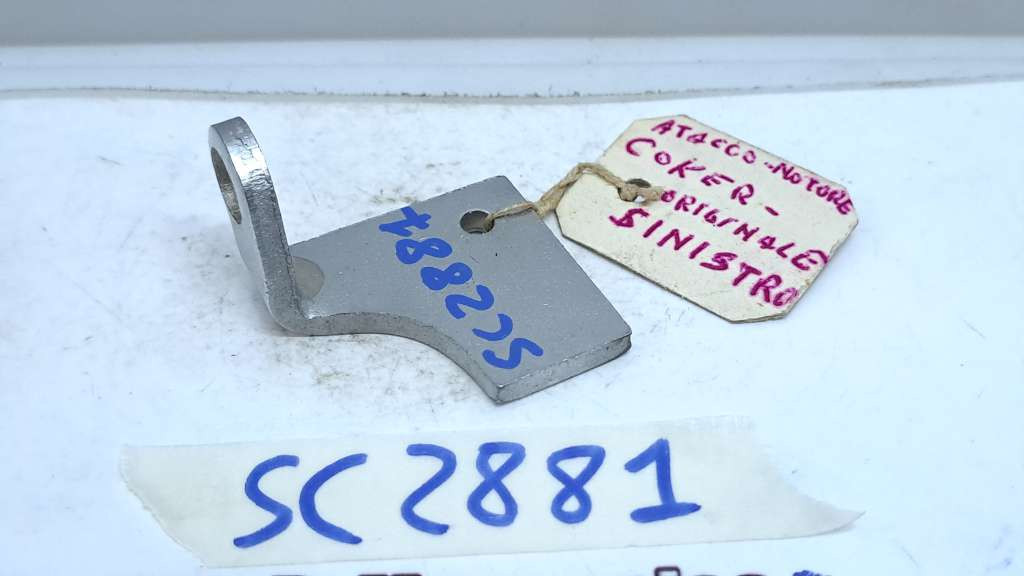 ATACCO-MOTORE
COKER -
ORIGINALE
SINISTRO
SC2881
SC2881